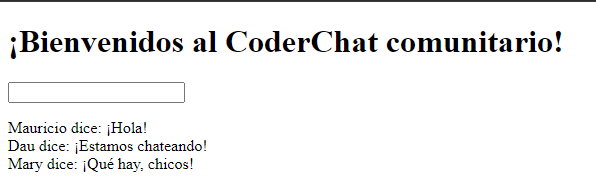 ¡Bienvenidos al CoderChat comunitario!
Mauricio dice: ¡Hola!
Dau dice: ¡Estamos chateando!
Mary dice: ¡Qué hay, chicos!